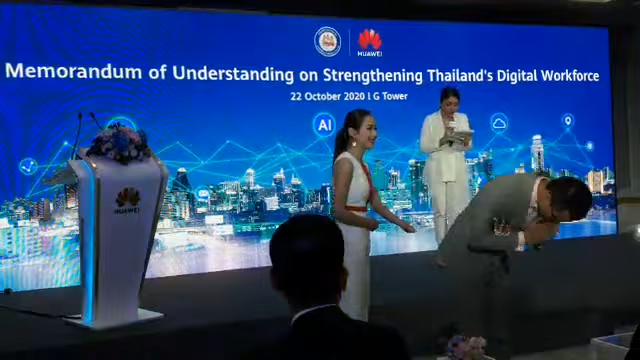 HUAWEI
Memorandum of Understanding on Strengthening Thailand's Digital Workforce
22 October 2020 l G Tower
AI
HUAWEI